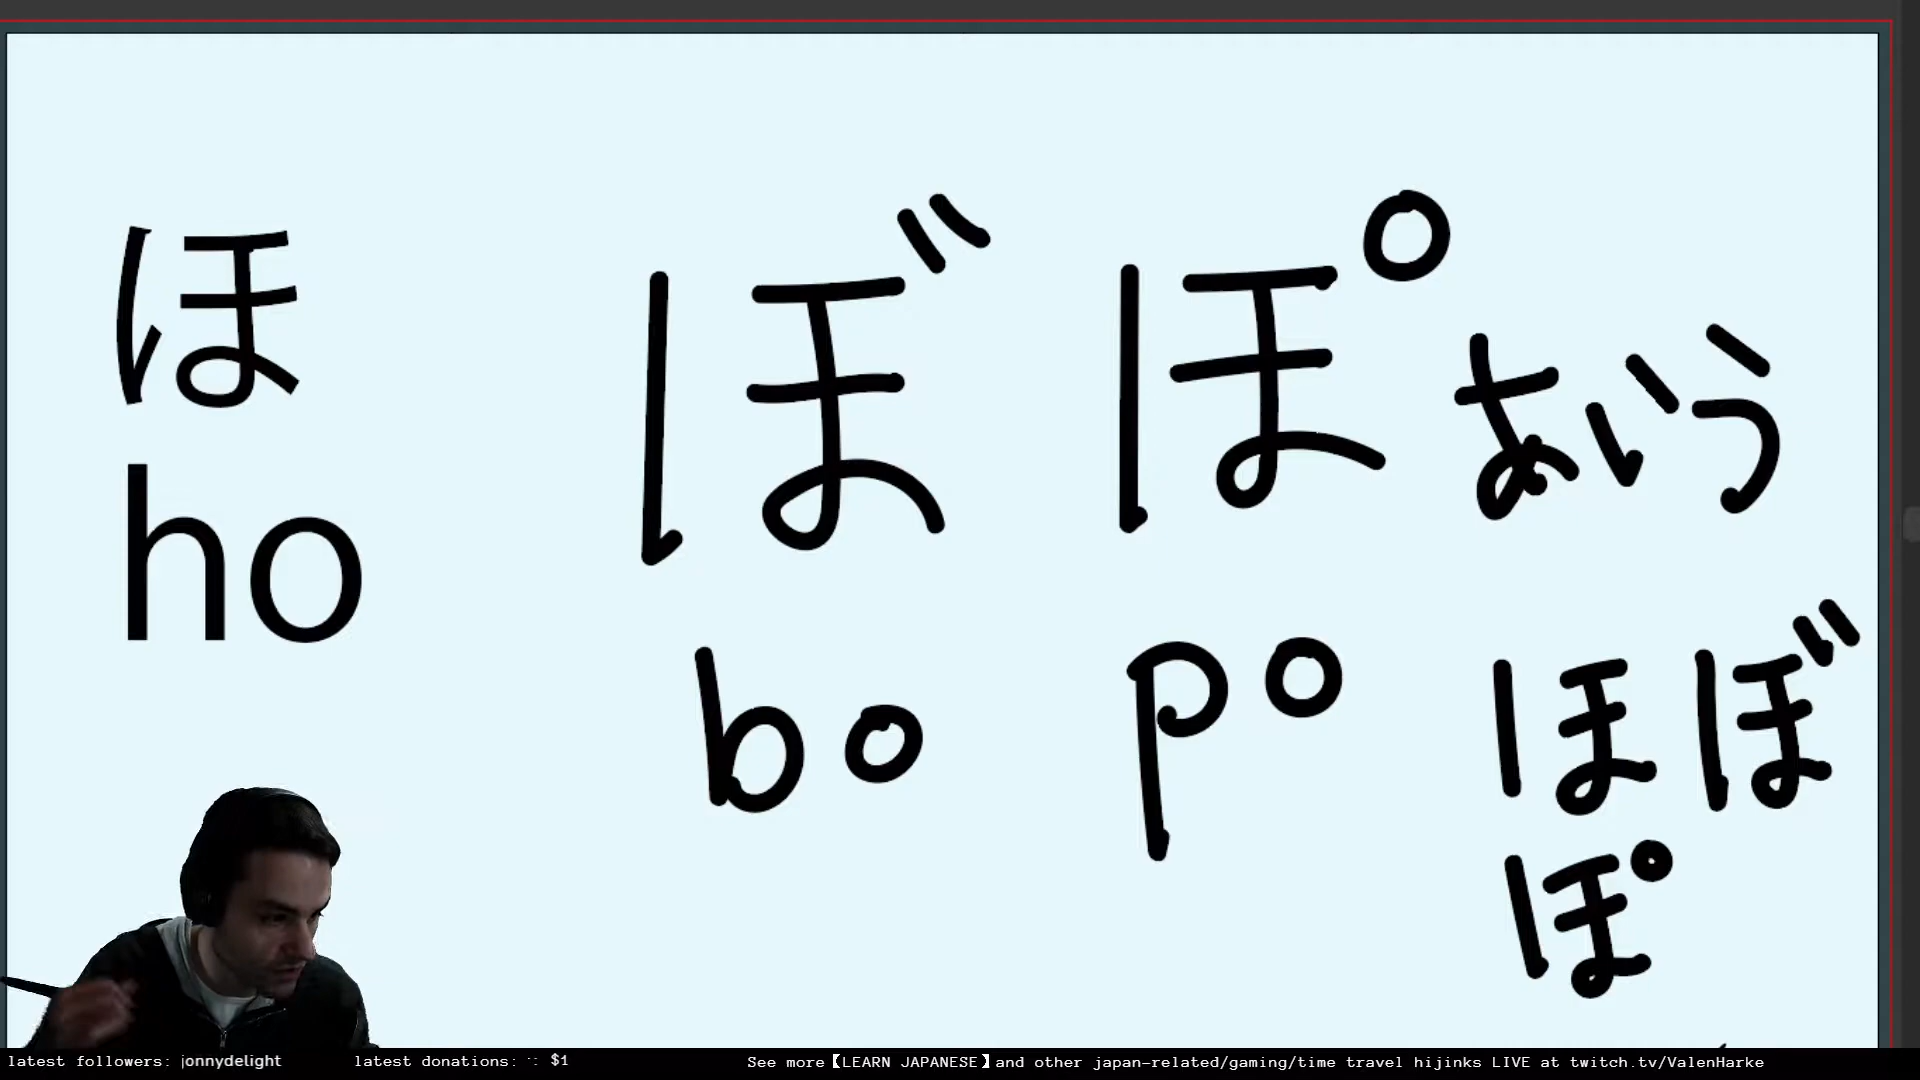 ほ ぼ ぽ
あいう
ho
bo po
ほ ぼ
ぽ
latest followers: jonnydelight latest donations: $1 See more【LEARN JAPANESE】and other japan-related/gaming/time travel hijinks LIVE at twitch.tv/ValenHarke